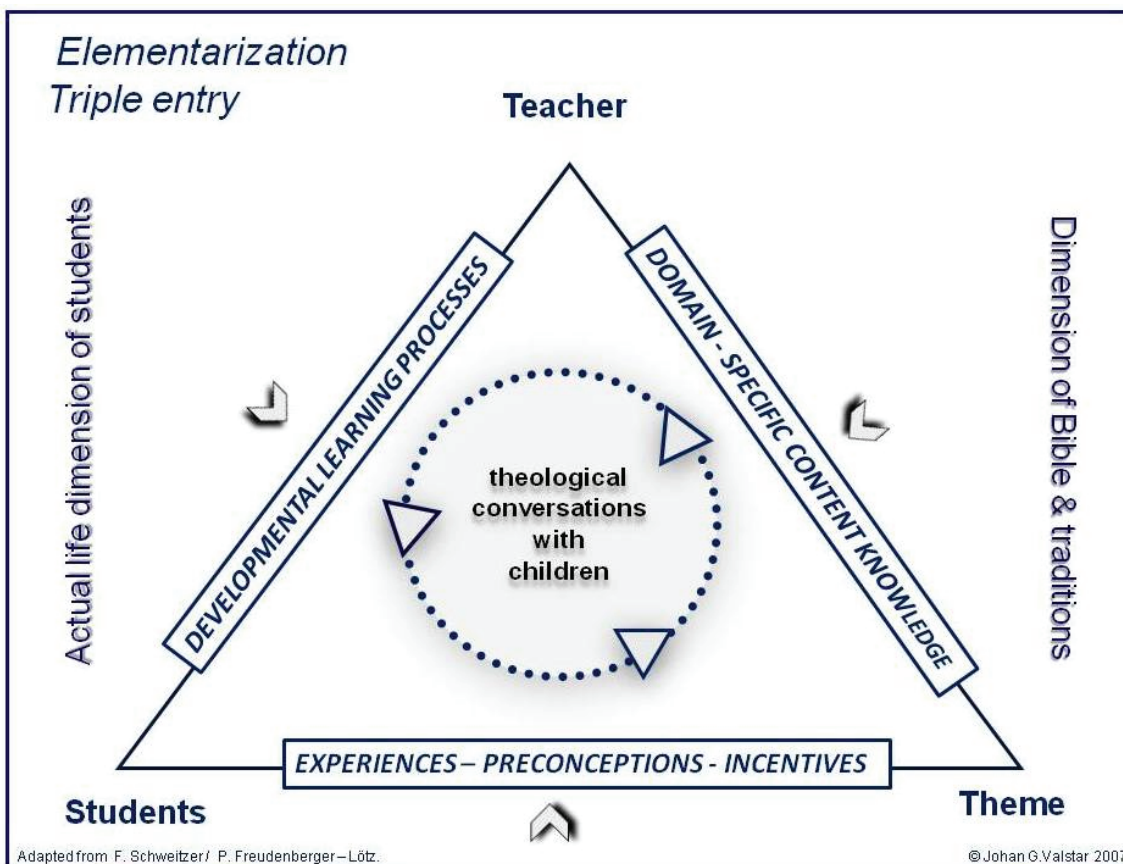 Elementarization
Triple entry
Teacher
Actual life dimension of students
DEVELOPMENTAL LEARNING PROCESSES
DOMAIN - SPECIFIC CONTENT KNOWLEDGE
Dimension of Bible & traditions
theological
conversations
with
children
EXPERIENCES – PRECONCEPTIONS - INCENTIVES
Students
Theme
Adapted from F. Schweitzer / P. Freudenberger – Lötz.
© Johan G.Valstar 2007